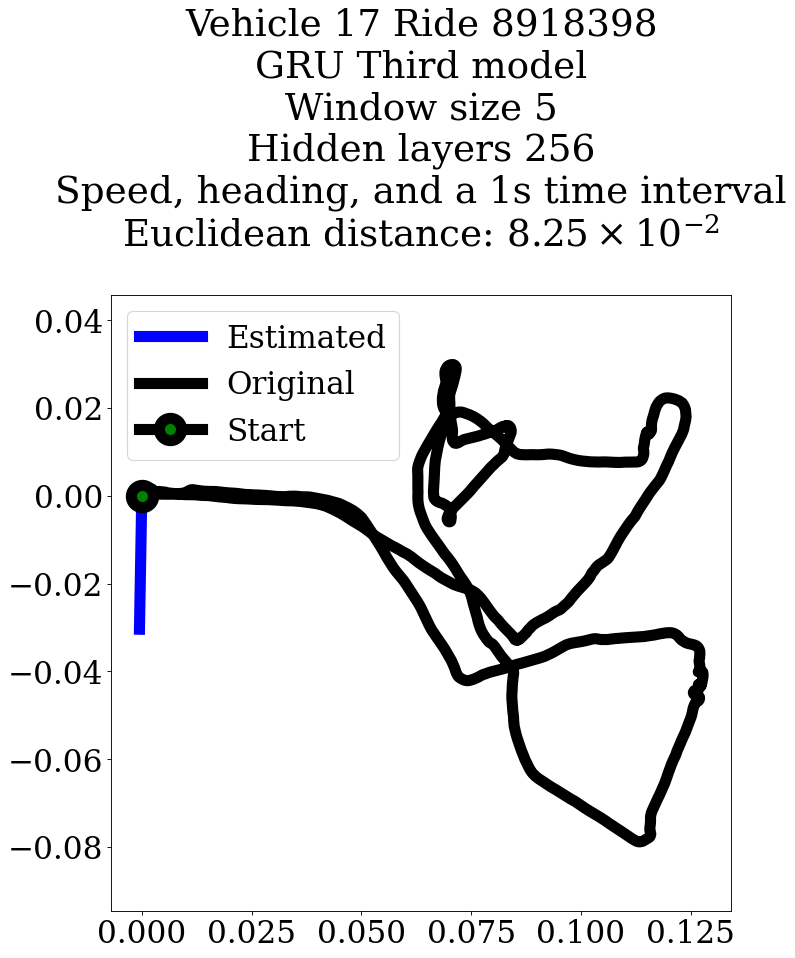 Vehicle 17 Ride 8918398
GRU Third model
Window size 5
Hidden layers 256
Speed, heading, and a 1s time interval
Euclidean distance: 8.25 × 10⁻²
0.04
0.02
0.00
−0.02
−0.04
−0.06
−0.08
Estimated
Original
Start
0.000 0.025 0.050 0.075 0.100 0.125